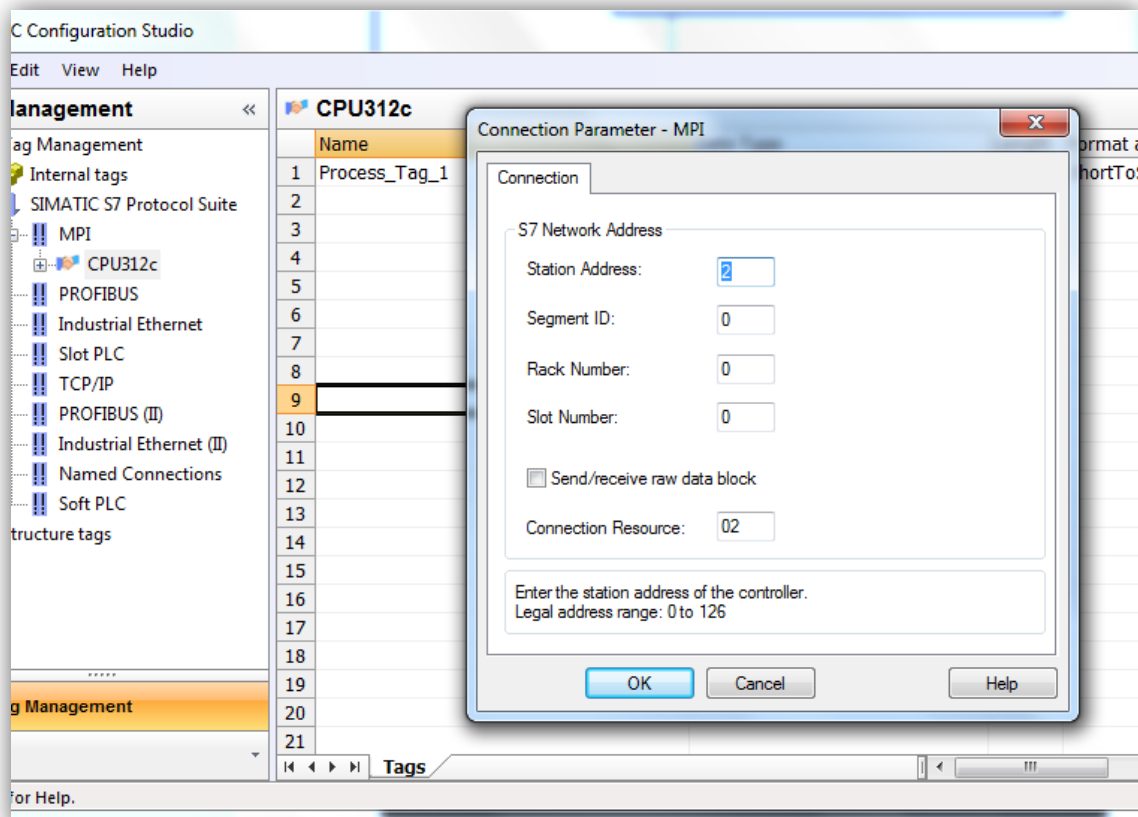 C Configuration Studio
Edit View Help
Management «
Tag Management
Internal tags
SIMATIC S7 Protocol Suite
MPI
CPU312c
PROFIBUS
Industrial Ethernet
Slot PLC
TCP/IP
PROFIBUS (II)
Industrial Ethernet (II)
Named Connections
Soft PLC
tructure tags
g Management
CPU312c
Name
ormat a
1 Process_Tag_1 hortToS
2
3
4
5
6
7
8
9
10
11
12
13
14
15
16
17
18
19
20
21
Tags
Connection Parameter - MPI
Connection
S7 Network Address
Station Address: 2
Segment ID: 0
Rack Number: 0
Slot Number: 0
Send/receive raw data block
Connection Resource: 02
Enter the station address of the controller.
Legal address range: 0 to 126
OK Cancel Help
for Help.